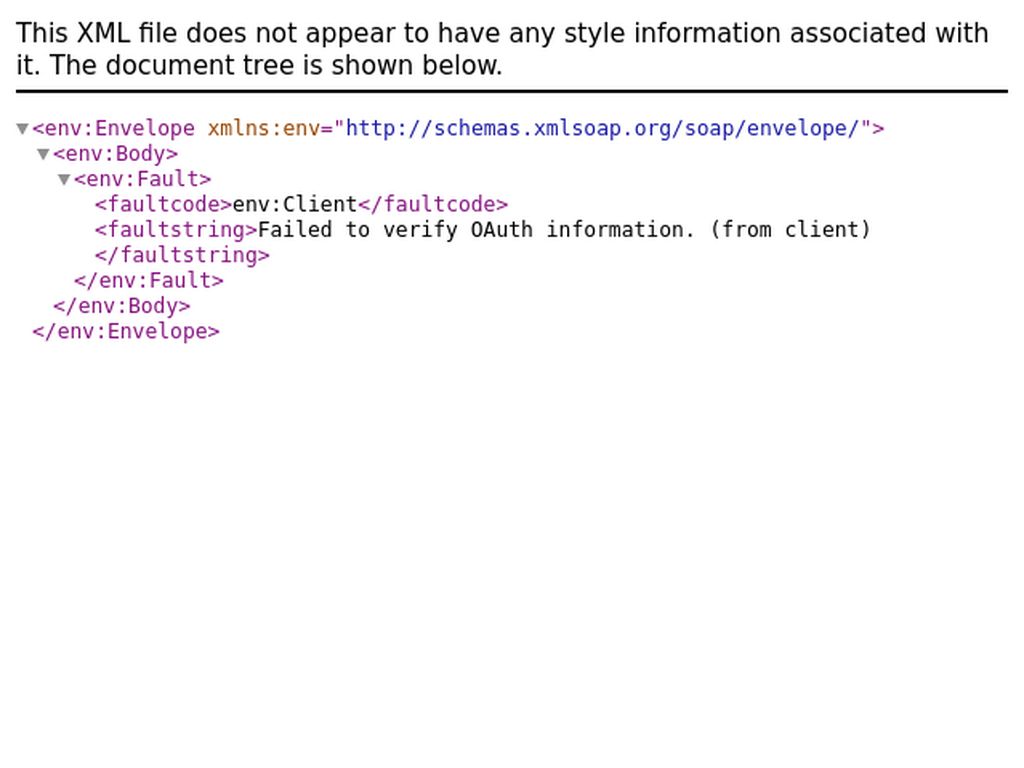 This XML file does not appear to have any style information associated with
it. The document tree is shown below.
▼<env:Envelope xmlns:env="http://schemas.xmlsoap.org/soap/envelope/">
▼<env:Body>
▼<env:Fault>
<faultcode>env:Client</faultcode>
<faultstring>Failed to verify OAuth information. (from client)
</faultstring>
</env:Fault>
</env:Body>
</env:Envelope>